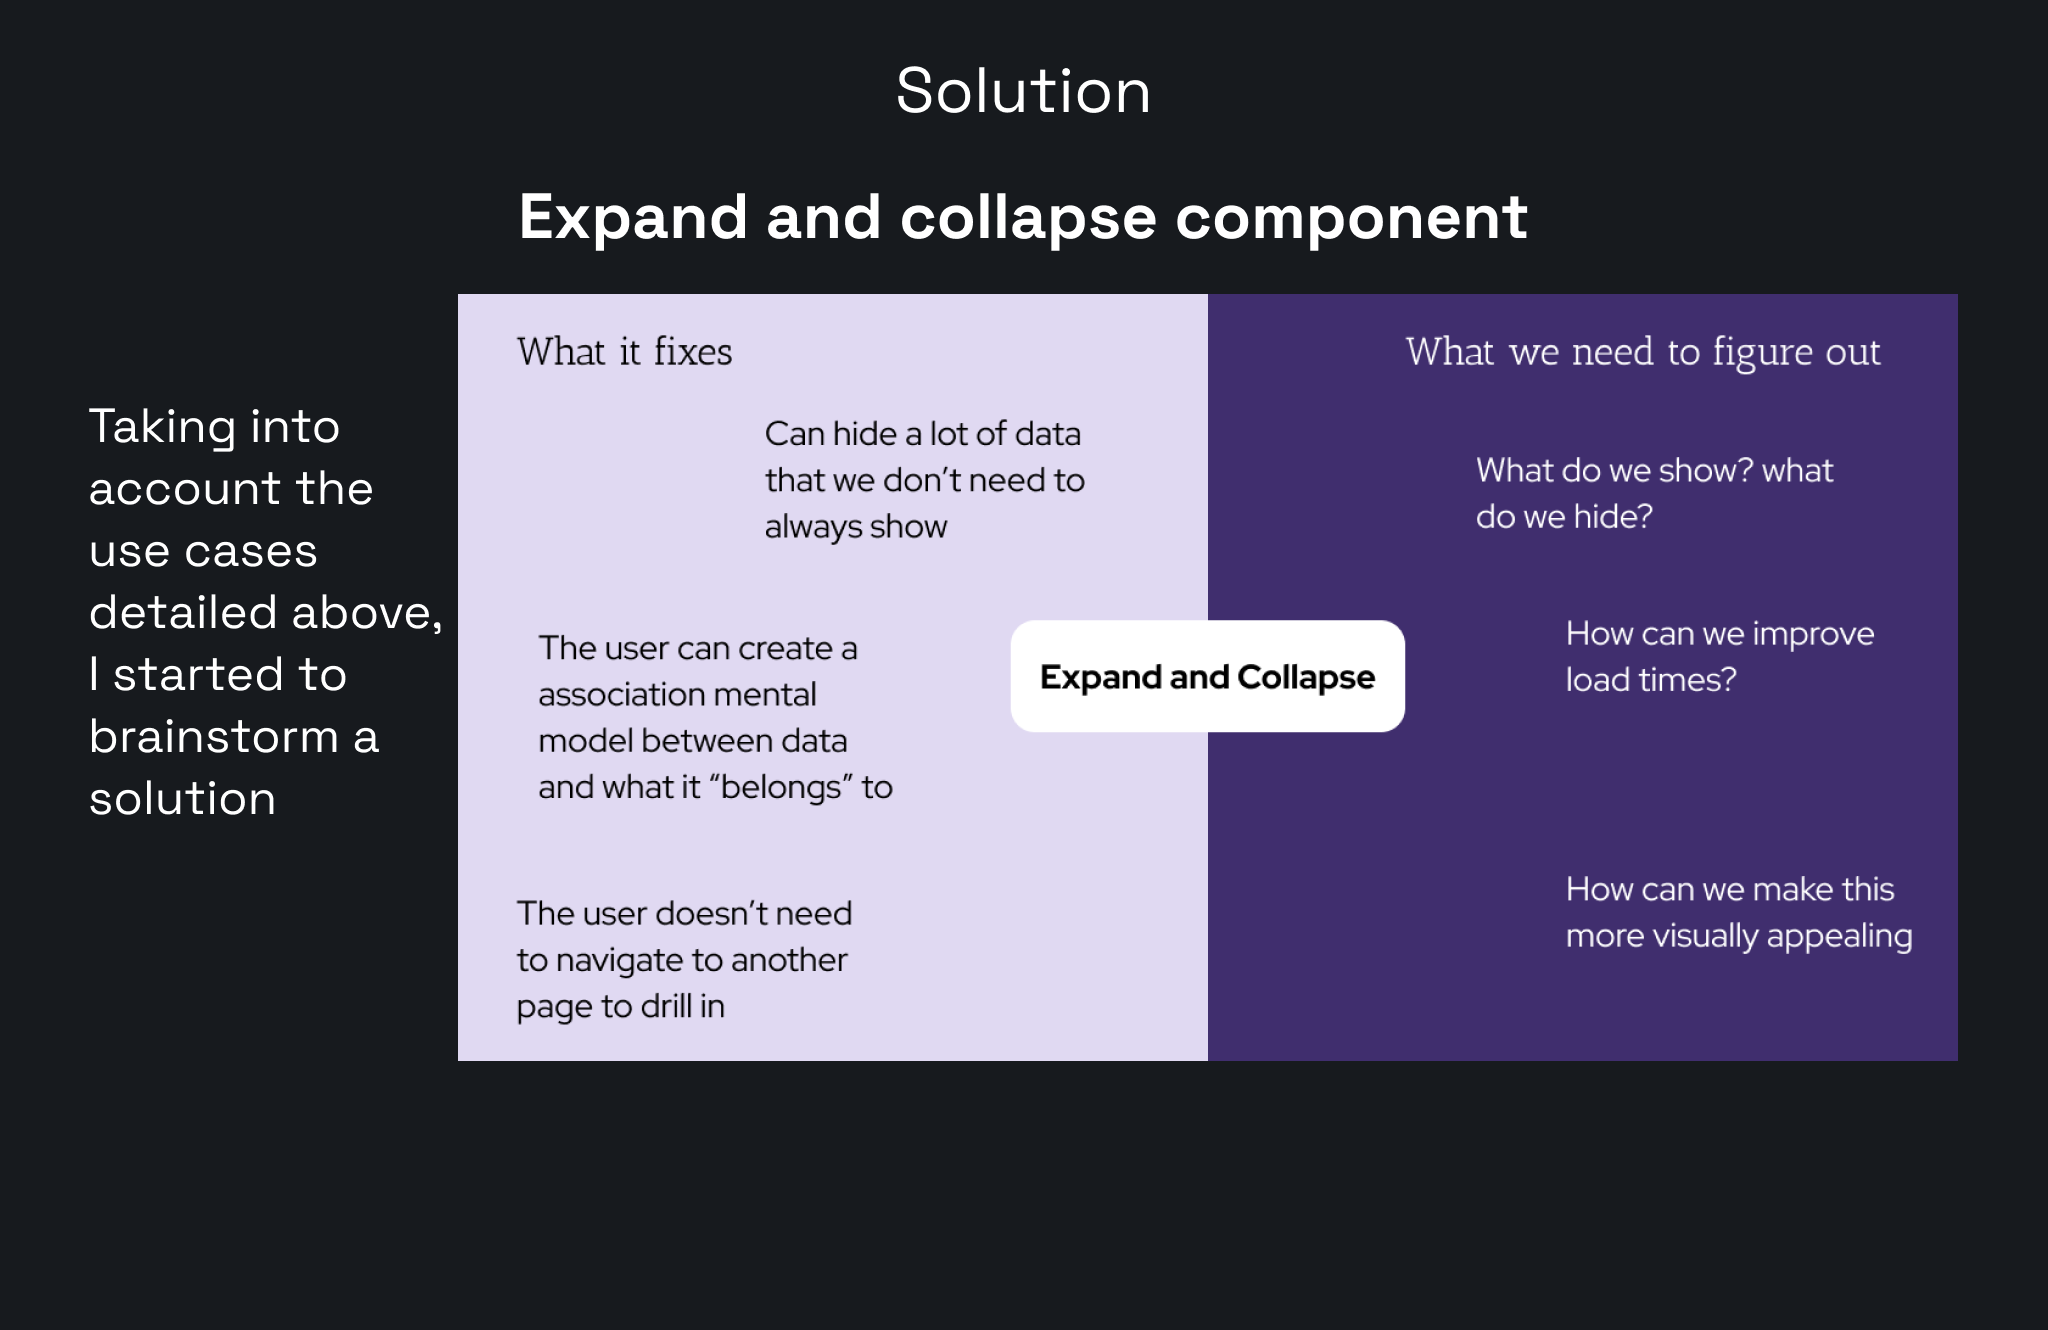 Solution
Expand and collapse component
Taking into
account the
use cases
detailed above,
I started to
brainstorm a
solution
What it fixes
Can hide a lot of data
that we don’t need to
always show
The user can create a
association mental
model between data
and what it “belongs” to
The user doesn’t need
to navigate to another
page to drill in
Expand and Collapse
What we need to figure out
What do we show? what
do we hide?
How can we improve
load times?
How can we make this
more visually appealing